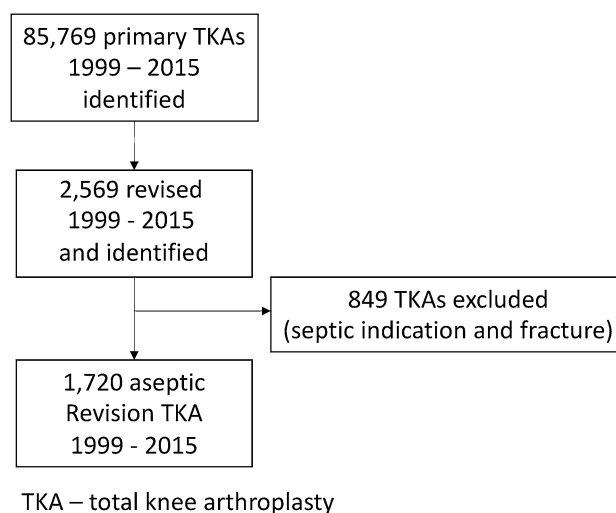 85,769 primary TKAs
1999 – 2015
identified
2,569 revised
1999 - 2015
and identified
849 TKAs excluded
(septic indication and fracture)
1,720 aseptic
Revision TKA
1999 - 2015
TKA – total knee arthroplasty